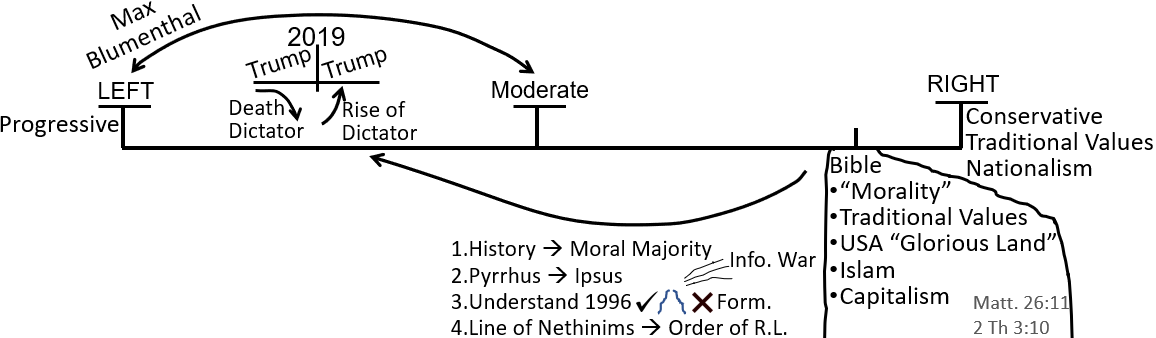 Max
Blumenthal
2019
Trump Trump
LEFT
Progressive
Death
Dictator
Rise of
Dictator
Moderate
RIGHT
Conservative
Traditional Values
Nationalism
Bible
•“Morality”
•Traditional Values
•USA “Glorious Land”
•Islam
•Capitalism
Matt. 26:11
2 Th 3:10
1.History → Moral Majority
2.Pyrrhus → Ipsus
Info. War
3.Understand 1996 ✓ ✕ Form.
4.Line of Nethinims → Order of R.L.